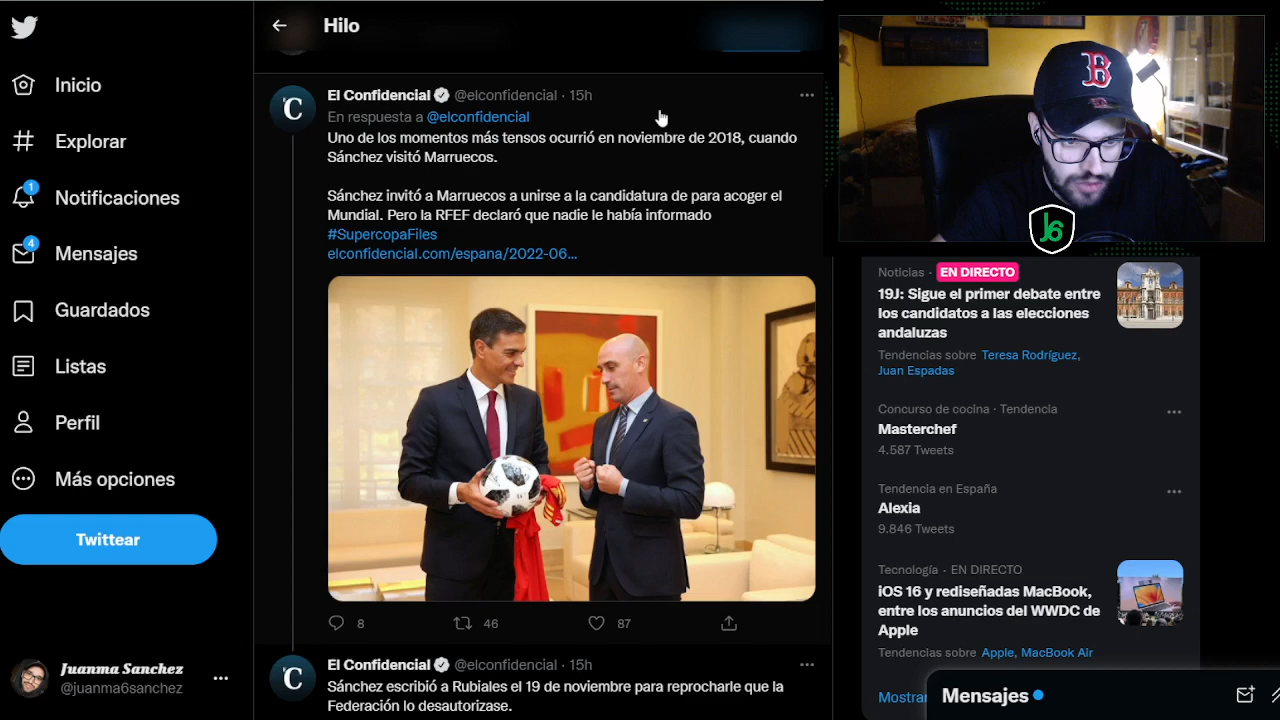 Inicio
Explorar
1
Notificaciones
4
Mensajes
Guardados
Listas
Perfil
Más opciones
Twittear
Juanma Sanchez
@juanma6sanchez
Hilo
C
El Confidencial @elconfidencial · 15h
En respuesta a @elconfidencial
Uno de los momentos más tensos ocurrió en noviembre de 2018, cuando
Sánchez visitó Marruecos.
Sánchez invitó a Marruecos a unirse a la candidatura de para acoger el
Mundial. Pero la RFEF declaró que nadie le había informado
#SupercopaFiles
elconfidencial.com/espana/2022-06...
8
46
87
C
El Confidencial @elconfidencial · 15h
Sánchez escribió a Rubiales el 19 de noviembre para reprocharle que la
Federación lo desautorizase.
B
J6
Noticias · EN DIRECTO
19J: Sigue el primer debate entre
los candidatos a las elecciones
andaluzas
Tendencias sobre Teresa Rodríguez,
Juan Espadas
Concurso de cocina · Tendencia
Masterchef
4.587 Tweets
Tendencia en España
Alexia
9.846 Tweets
Tecnología · EN DIRECTO
iOS 16 y rediseñadas MacBook,
entre los anuncios del WWDC de
Apple
Tendencias sobre Apple, MacBook Air
Mostrar
Mensajes